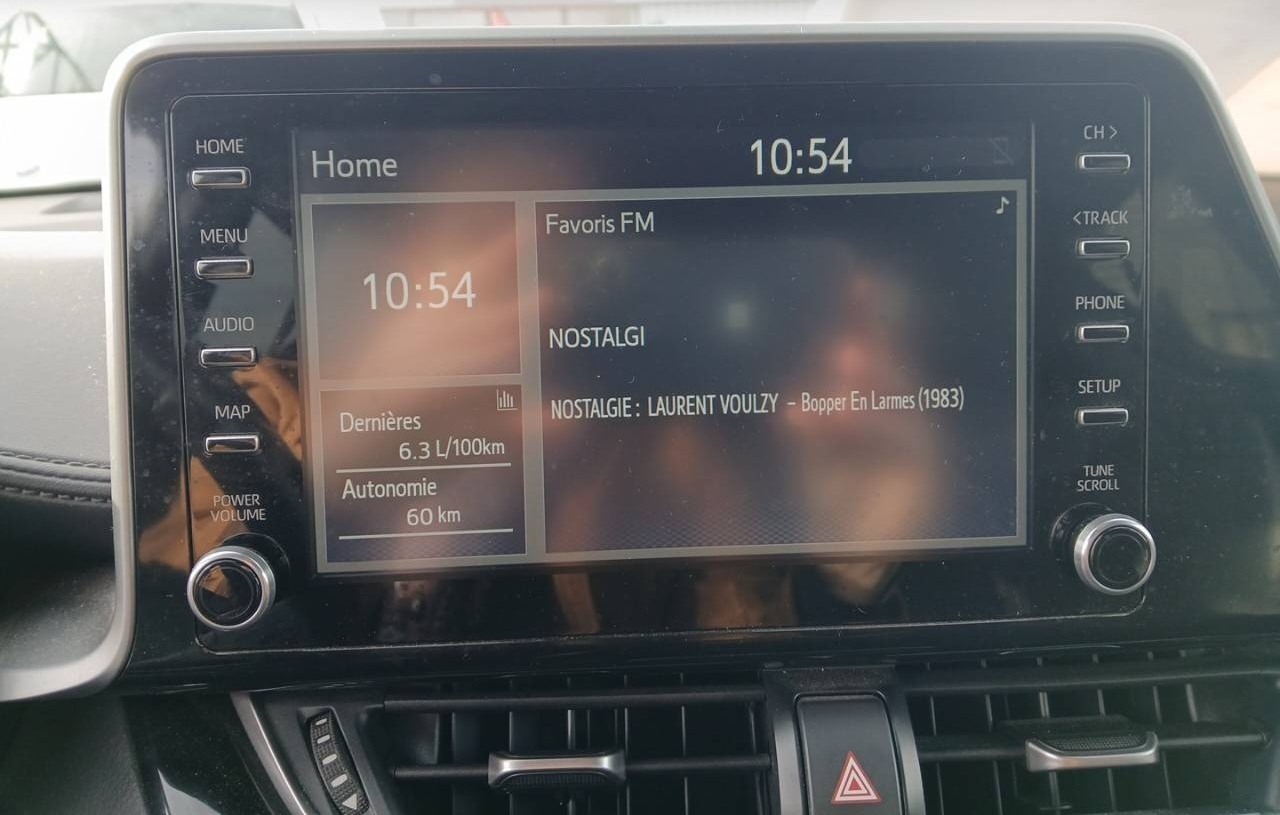 HOME
MENU
AUDIO
MAP
POWER
VOLUME
Home
10:54
10:54
Dernières
6.3 L/100km
Autonomie
60 km
Favoris FM
NOSTALGI
NOSTALGIE : LAURENT VOULZY - Bopper En Larmes (1983)
CH >
<TRACK
PHONE
SETUP
TUNE
SCROLL